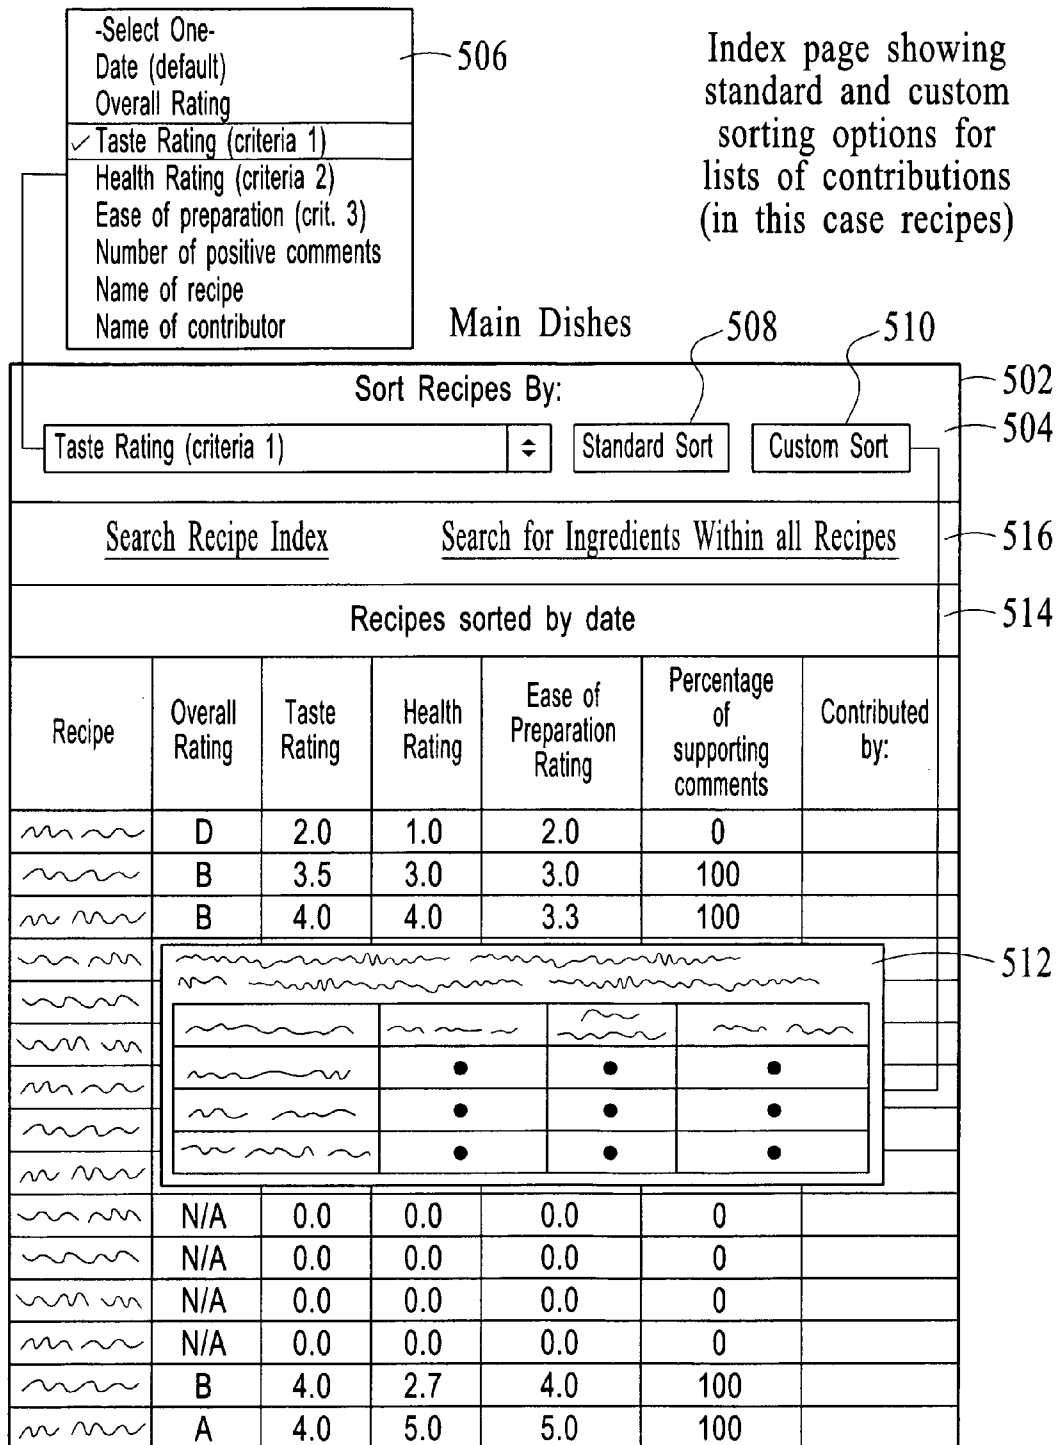 -Select One-
Date (default)
Overall Rating
✓ Taste Rating (criteria 1)
Health Rating (criteria 2)
Ease of preparation (crit. 3)
Number of positive comments
Name of recipe
Name of contributor
506
Index page showing
standard and custom
sorting options for
lists of contributions
(in this case recipes)
Main Dishes
508
510
502
Sort Recipes By:
504
Taste Rating (criteria 1) Standard Sort Custom Sort
Search Recipe Index Search for Ingredients Within all Recipes
516
Recipes sorted by date
514
Recipe
Overall
Rating
Taste
Rating
Health
Rating
Ease of
Preparation
Rating
Percentage
of
supporting
comments
Contributed
by:
D 2.0 1.0 2.0 0
B 3.5 3.0 3.0 100
B 4.0 4.0 3.3 100
512
N/A 0.0 0.0 0.0 0
N/A 0.0 0.0 0.0 0
N/A 0.0 0.0 0.0 0
N/A 0.0 0.0 0.0 0
B 4.0 2.7 4.0 100
A 4.0 5.0 5.0 100